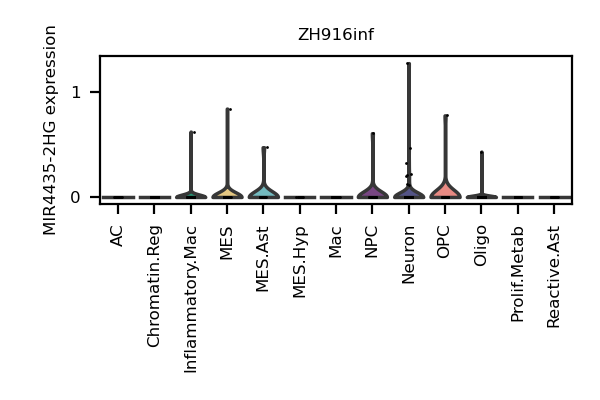 ZH916inf
MIR4435-2HG expression
1
0
AC
Chromatin.Reg
Inflammatory.Mac
MES
MES.Ast
MES.Hyp
Mac
NPC
Neuron
OPC
Oligo
Prolif.Metab
Reactive.Ast